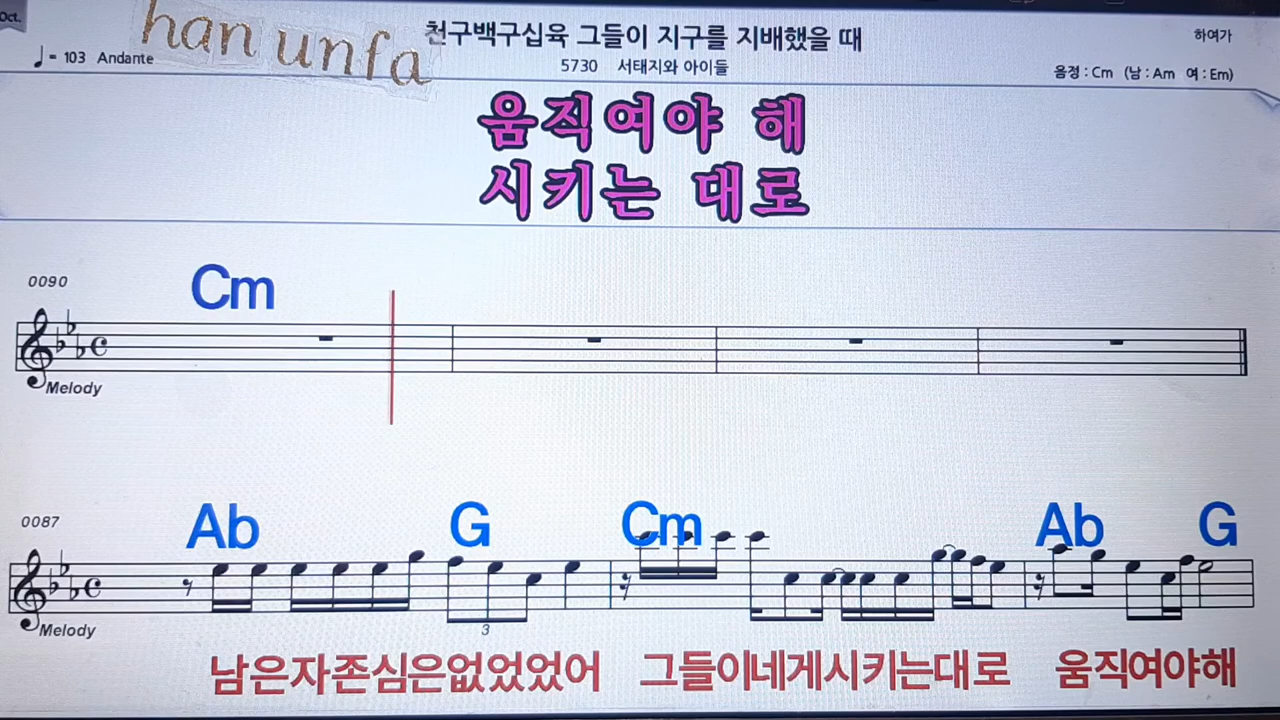 Oct.
han unfa
천구백구십육 그들이 지구를 지배했을 때
하여가
♩= 103 Andante
5730 서태지와 아이들
음정 : Cm (남 : Am 여 : Em)
움직여야 해
시키는 대로
0090
Cm
Melody
0087
Ab G Cm Ab G
Melody
3
남은자존심은없었었어 그들이네게시키는대로 움직여야해